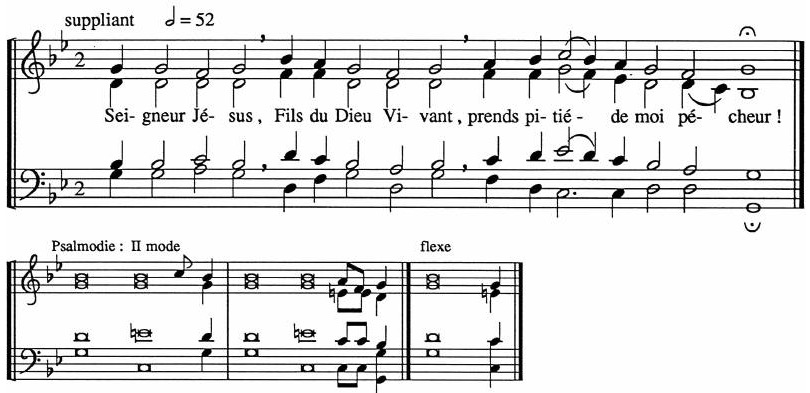 suppliant 𝅗𝅥 = 52
Sei- gneur Jé- sus , Fils du Dieu Vi- vant , prends pi- tié - de moi pé- cheur !
Psalmodie : II mode flexe